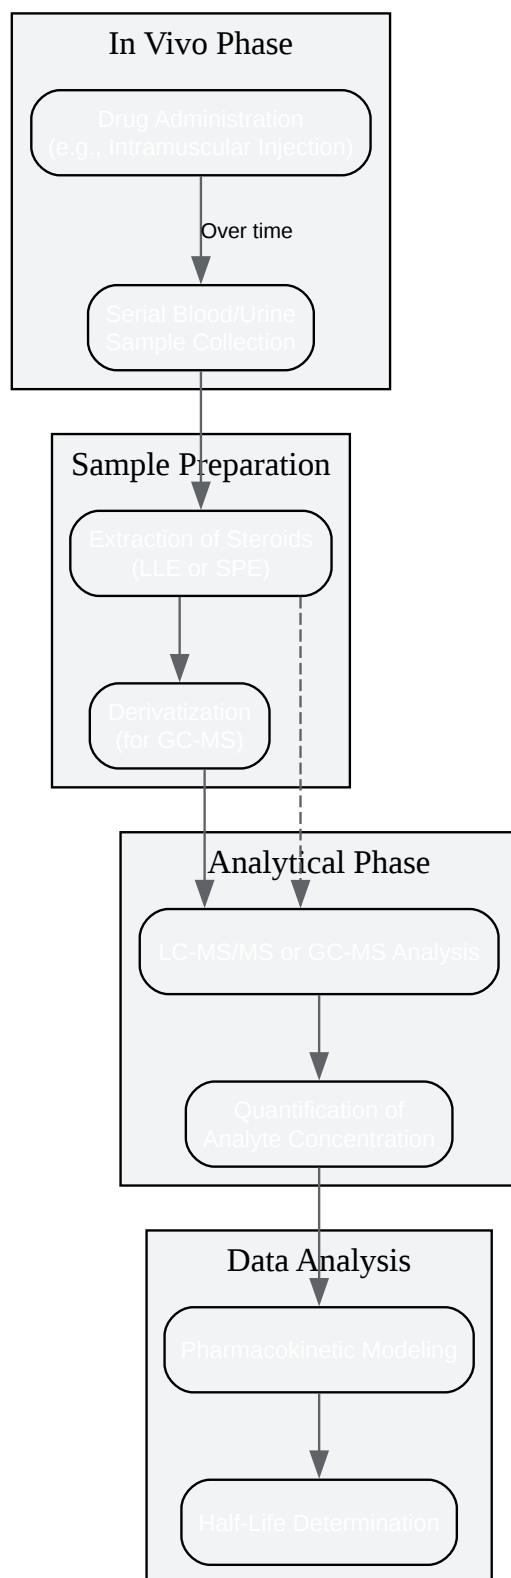 In Vivo Phase
Drug Administration
(e.g., Intramuscular Injection)
Over time
Serial Blood/Urine
Sample Collection
Sample Preparation
Extraction of Steroids
(LLE or SPE)
Derivatization
(for GC-MS)
Analytical Phase
LC-MS/MS or GC-MS Analysis
Quantification of
Analyte Concentration
Data Analysis
Pharmacokinetic Modeling
Half-Life Determination